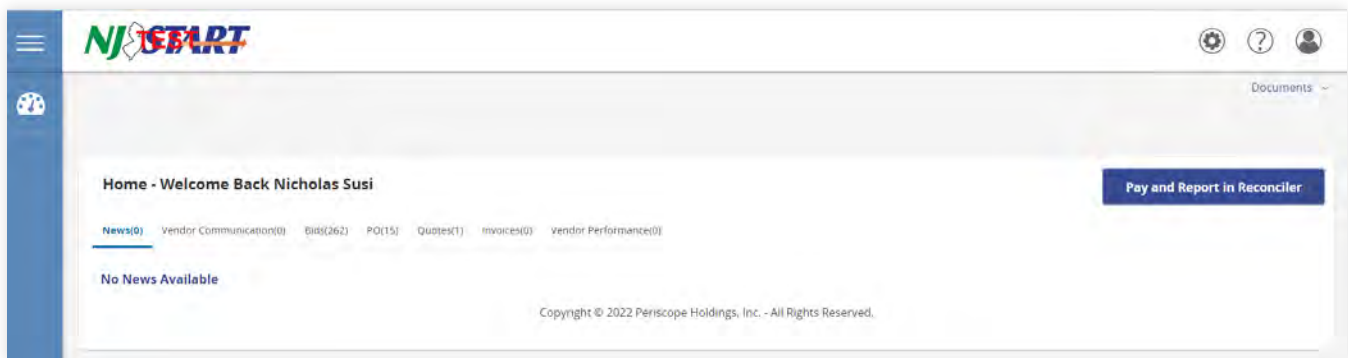 NJSTART
TEST
?
Documents
Home - Welcome Back Nicholas Susi
Pay and Report in Reconciler
News(0) Vendor Communication(0) Bids(262) PO(15) Quotes(1) Invoices(0) Vendor Performance(0)
No News Available
Copyright © 2022 Periscope Holdings, Inc. - All Rights Reserved.